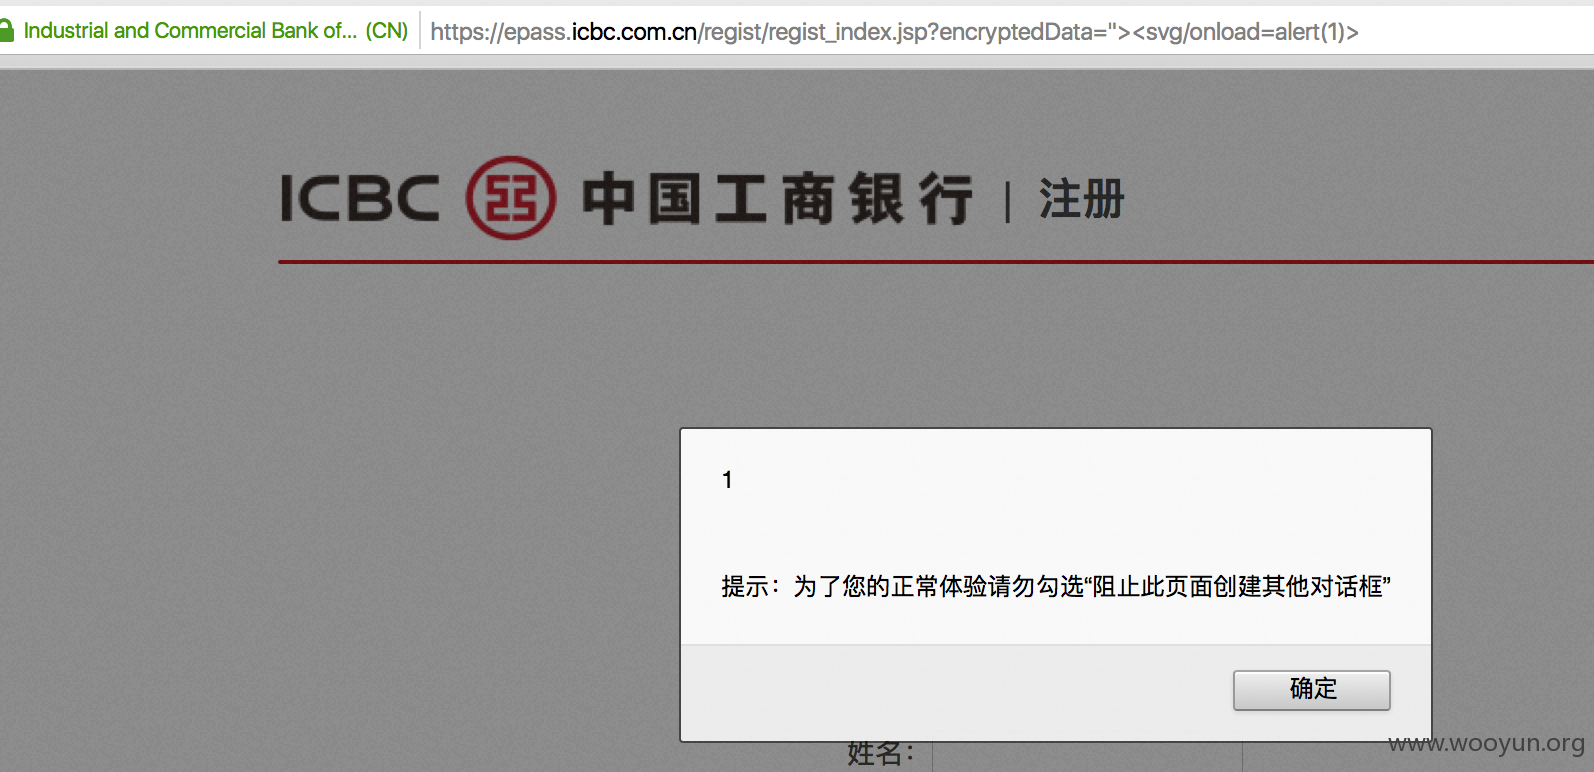 Industrial and Commercial Bank of... (CN) https://epass.icbc.com.cn/regist/regist_index.jsp?encryptedData="><svg/onload=alert(1)>
ICBC 中国工商银行 | 注册
1
提示：为了您的正常体验请勿勾选“阻止此页面创建其他对话框”
确定
姓名：
www.wooyun.org